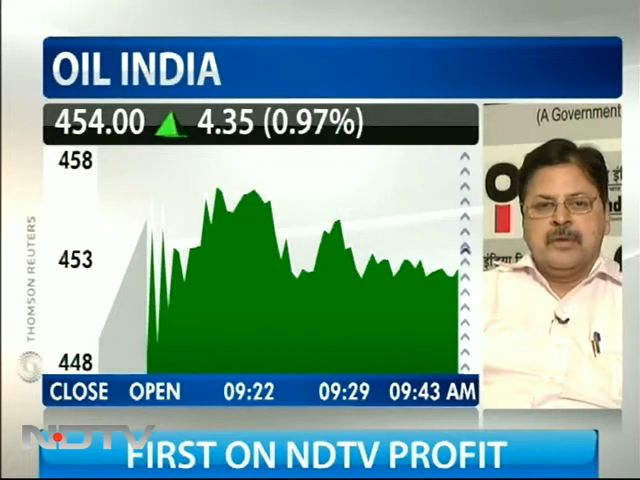 OIL INDIA
454.00 4.35 (0.97%)
(A Government
458
453
448
THOMSON REUTERS
CLOSE OPEN 09:22 09:29 09:43 AM
NDTV
FIRST ON NDTV PROFIT